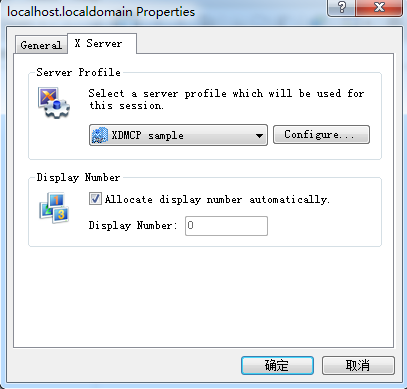 localhost.localdomain Properties
General
X Server
Server Profile
Select a server profile which will be used for
this session.
XDMCP sample
Configure...
Display Number
Allocate display number automatically.
Display Number:
0
确定
取消